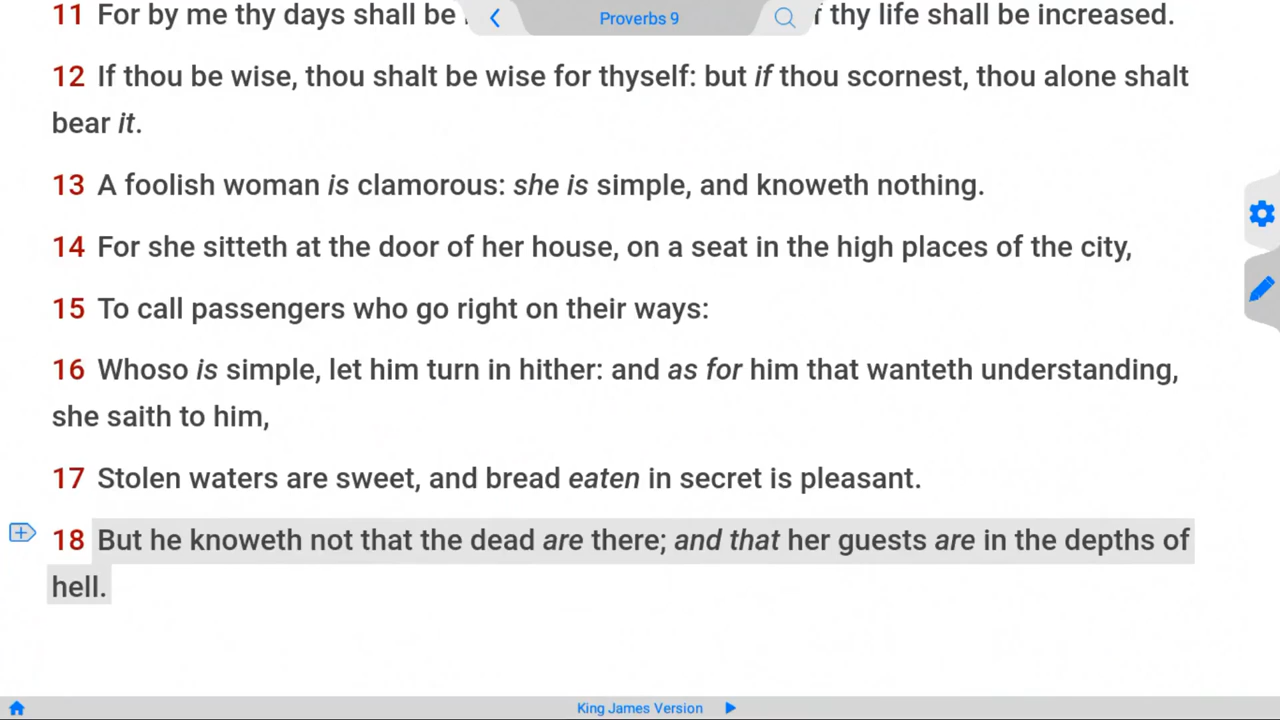 Proverbs 9
11 For by me thy days shall be thy life shall be increased.
12 If thou be wise, thou shalt be wise for thyself: but if thou scornest, thou alone shalt
bear it.
13 A foolish woman is clamorous: she is simple, and knoweth nothing.
14 For she sitteth at the door of her house, on a seat in the high places of the city,
15 To call passengers who go right on their ways:
16 Whoso is simple, let him turn in hither: and as for him that wanteth understanding,
she saith to him,
17 Stolen waters are sweet, and bread eaten in secret is pleasant.
18 But he knoweth not that the dead are there; and that her guests are in the depths of
hell.
King James Version